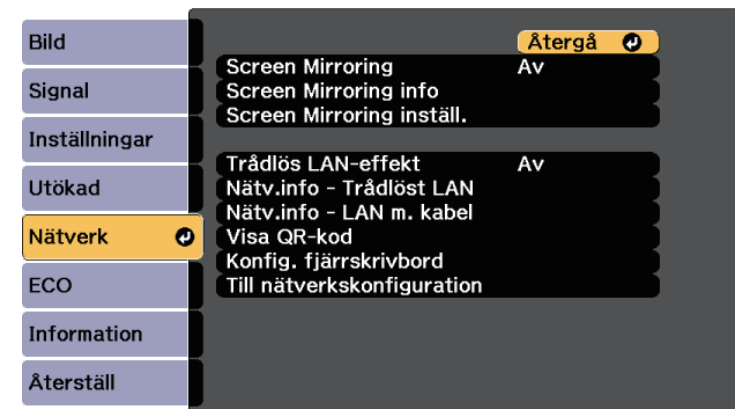 Bild
Signal
Inställningar
Utökad
Nätverk
ECO
Information
Återställ
Återgå
Screen Mirroring Av
Screen Mirroring info
Screen Mirroring inställ.
Trådlös LAN-effekt Av
Nätv.info - Trådlöst LAN
Nätv.info - LAN m. kabel
Visa QR-kod
Konfig. fjärrskrivbord
Till nätverkskonfiguration